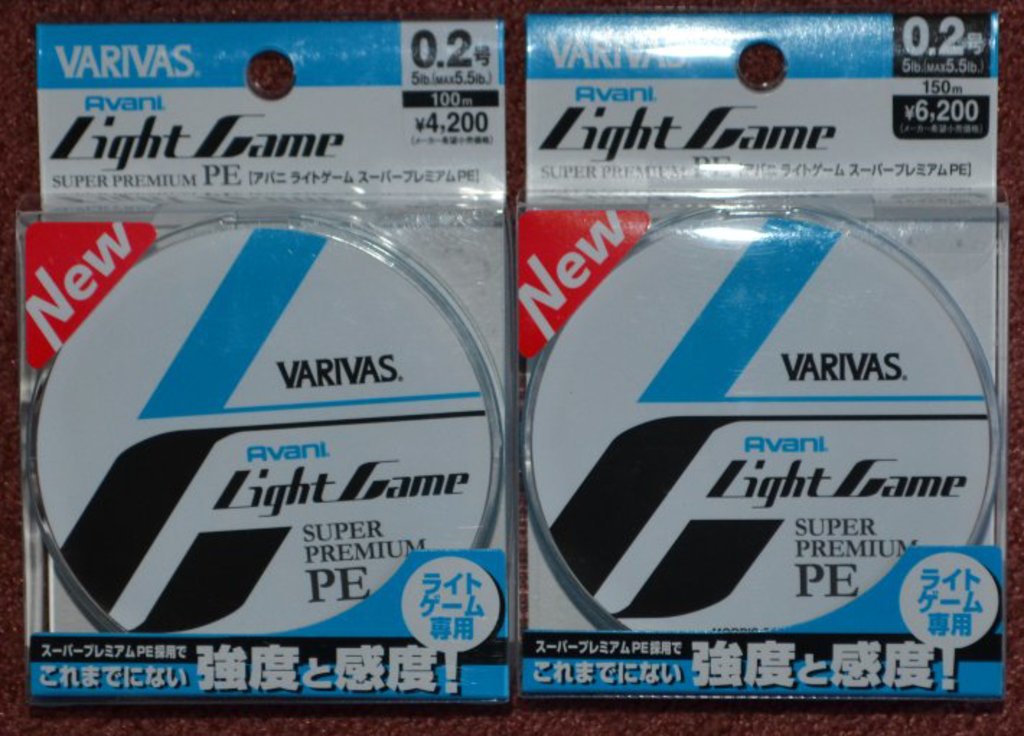 VARIVAS®
0.2号
5lb.(MAX5.5lb.)
100m
¥4,200
(メーカー希望小売価格)
Avani
Light Game
SUPER PREMIUM PE [アバニ ライトゲーム スーパープレミアムPE]
New
VARIVAS®
Avani
Light Game
SUPER
PREMIUM
PE
ライト
ゲーム
専用
スーパープレミアムPE採用で
これまでにない 強度と感度!
VARIVAS
0.2号
5lb.(MAX5.5lb.)
150m
¥6,200
(メーカー希望小売価格)
Avani
Light Game
SUPER PREMIUM PE [アバニ ライトゲーム スーパープレミアムPE]
New
VARIVAS®
Avani
Light Game
SUPER
PREMIUM
PE
ライト
ゲーム
専用
スーパープレミアムPE採用で
これまでにない 強度と感度!